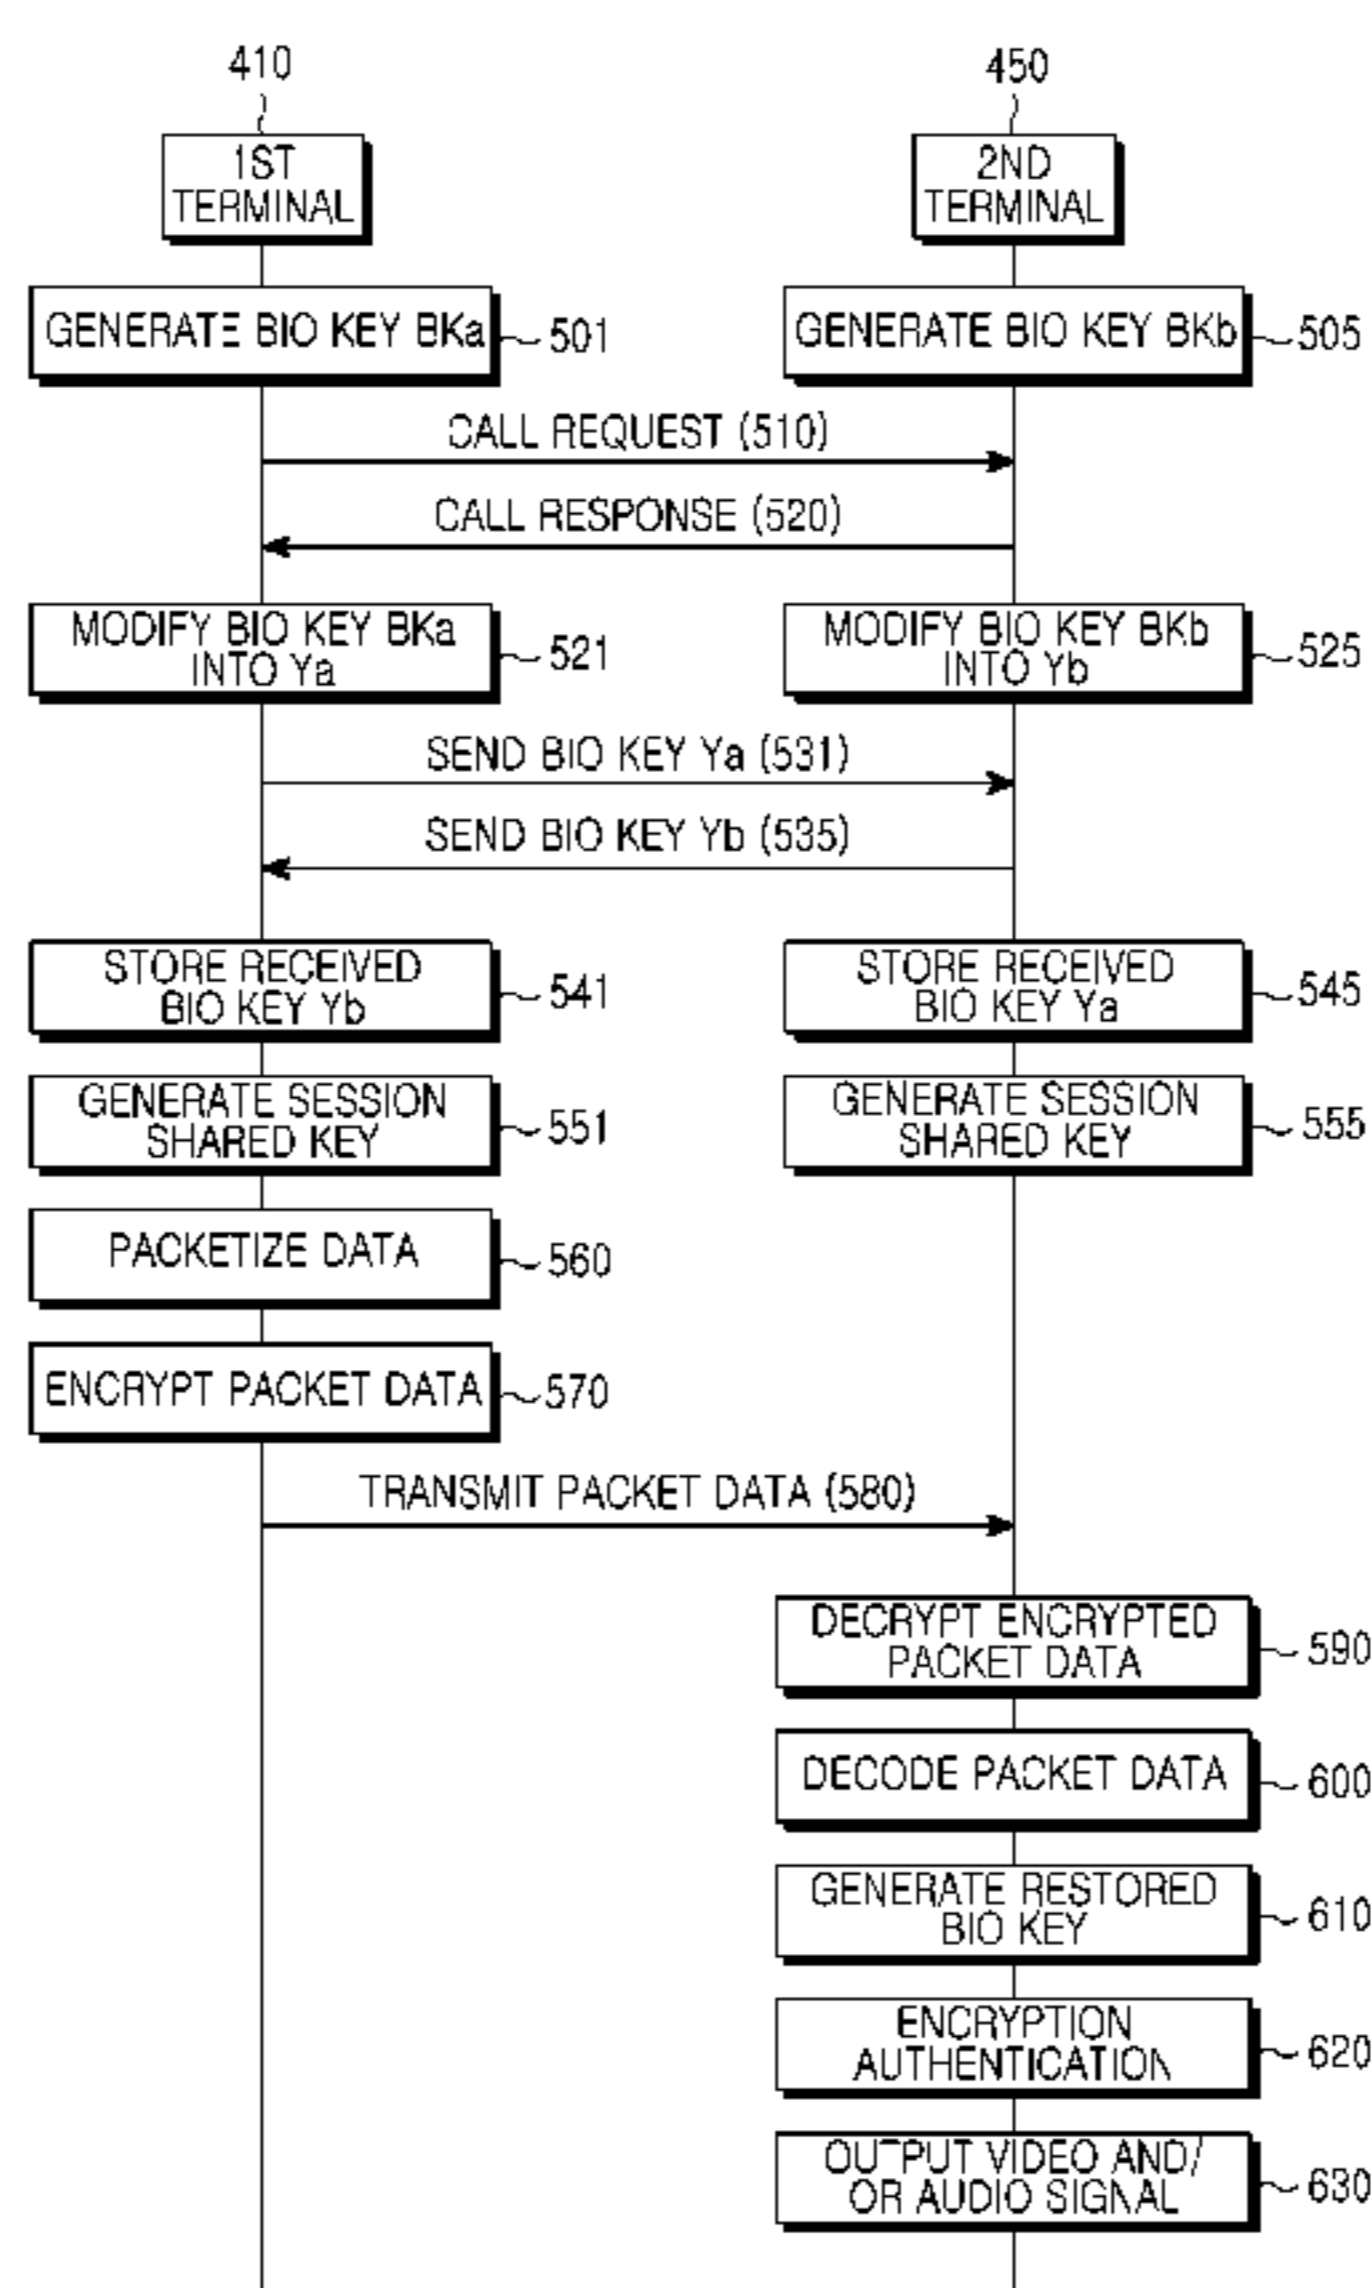 410
450
1ST
TERMINAL
2ND
TERMINAL
GENERATE BIO KEY BKa
501
GENERATE BIO KEY BKb
505
CALL REQUEST (510)
CALL RESPONSE (520)
MODIFY BIO KEY BKa
INTO Ya
521
MODIFY BIO KEY BKb
INTO Yb
525
SEND BIO KEY Ya (531)
SEND BIO KEY Yb (535)
STORE RECEIVED
BIO KEY Yb
541
STORE RECEIVED
BIO KEY Ya
545
GENERATE SESSION
SHARED KEY
551
GENERATE SESSION
SHARED KEY
555
PACKETIZE DATA
560
ENCRYPT PACKET DATA
570
TRANSMIT PACKET DATA (580)
DECRYPT ENCRYPTED
PACKET DATA
590
DECODE PACKET DATA
600
GENERATE RESTORED
BIO KEY
610
ENCRYPTION
AUTHENTICATION
620
OUTPUT VIDEO AND/
OR AUDIO SIGNAL
630